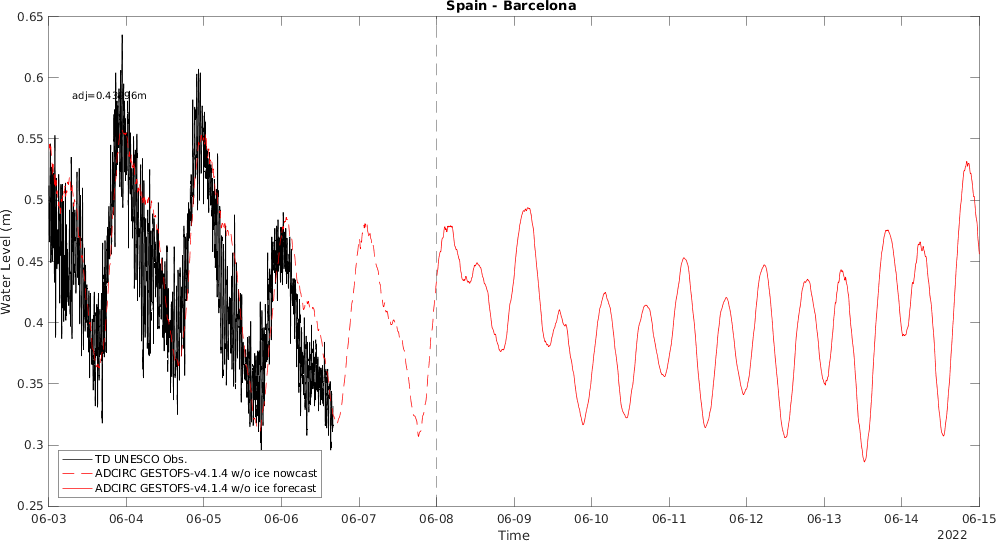 Spain - Barcelona
0.65
0.6
0.55
0.5
0.45
0.4
0.35
0.3
0.25
Water Level (m)
TD UNESCO Obs.
ADCIRC GESTOFS-v4.1.4 w/o ice nowcast
ADCIRC GESTOFS-v4.1.4 w/o ice forecast
06-03 06-04 06-05 06-06 06-07 06-08 06-09 06-10 06-11 06-12 06-13 06-14 06-15
Time
2022